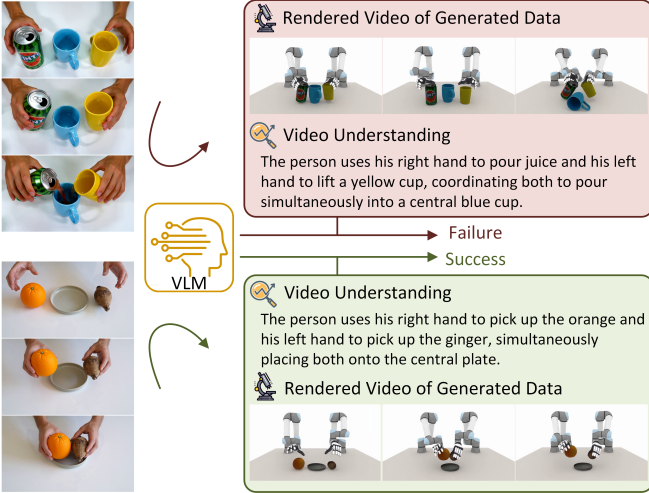 Rendered Video of Generated Data
Video Understanding
The person uses his right hand to pour juice and his left
hand to lift a yellow cup, coordinating both to pour
simultaneously into a central blue cup.
VLM
Failure
Success
Video Understanding
The person uses his right hand to pick up the orange and
his left hand to pick up the ginger, simultaneously
placing both onto the central plate.
Rendered Video of Generated Data